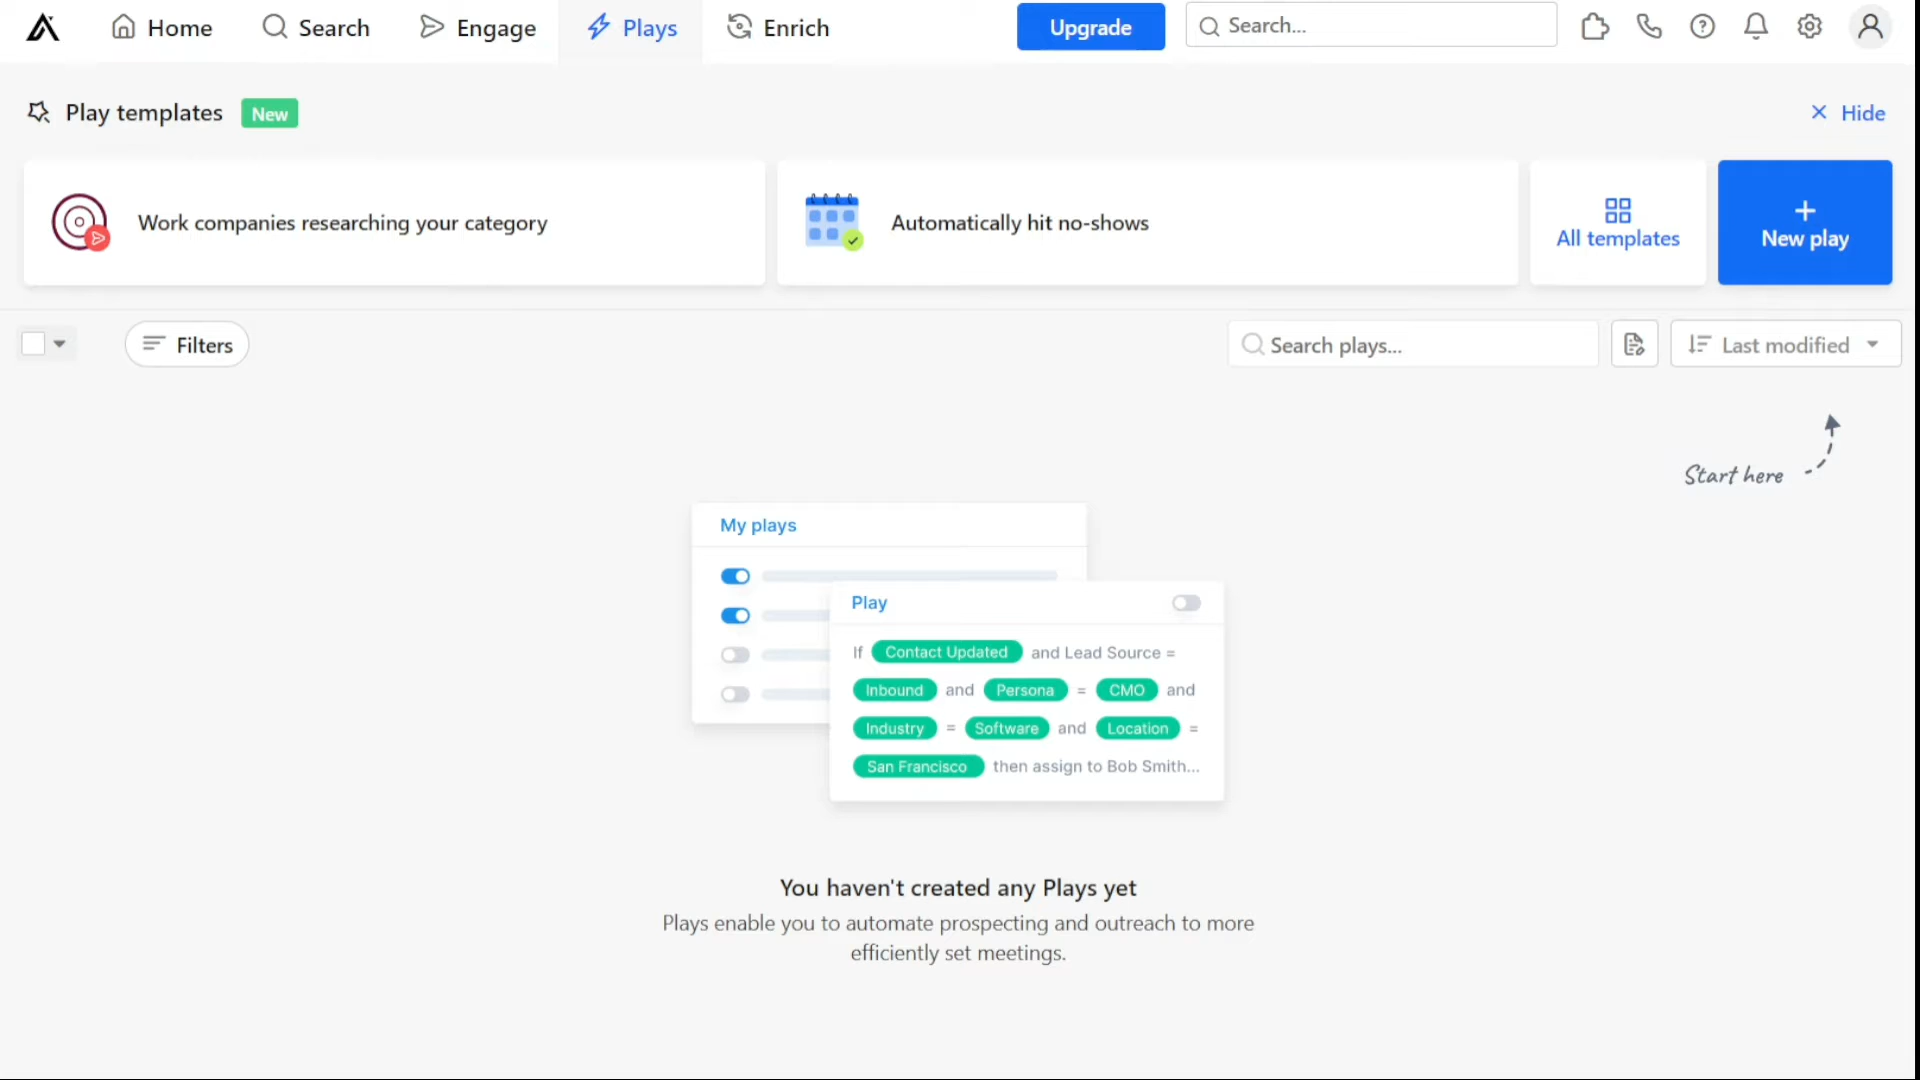 Home Search Engage Plays Enrich Upgrade Search...
Play templates New Hide
Work companies researching your category
Automatically hit no-shows
All templates
New play
Filters Search plays... Last modified
Start here
My plays
Play
If Contact Updated and Lead Source =
Inbound and Persona = CMO and
Industry = Software and Location =
San Francisco then assign to Bob Smith...
You haven't created any Plays yet
Plays enable you to automate prospecting and outreach to more
efficiently set meetings.